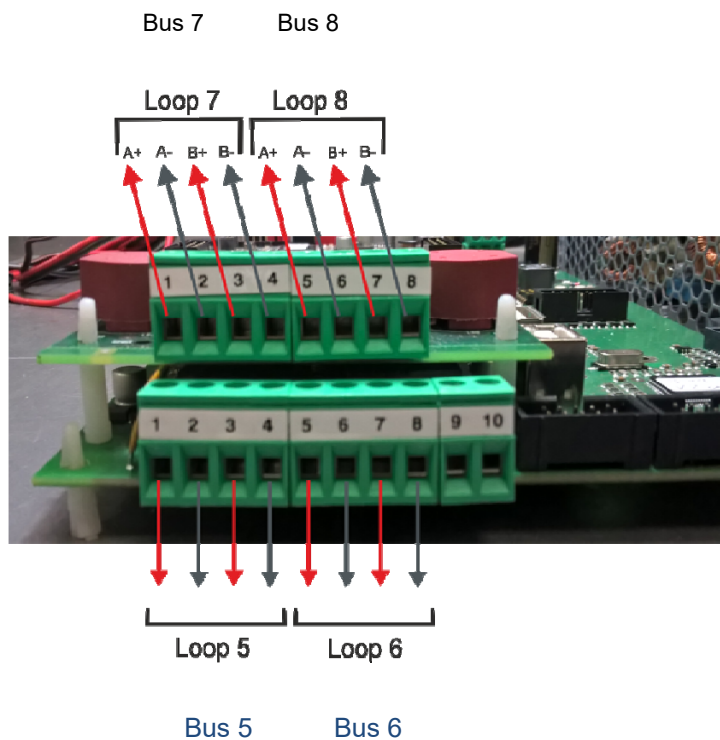 Bus 7 Bus 8
Loop 7 Loop 8
A+ A- B+ B- A+ A- B+ B-
1 2 3 4 5 6 7 8
1 2 3 4 5 6 7 8 9 10
Loop 5 Loop 6
Bus 5 Bus 6